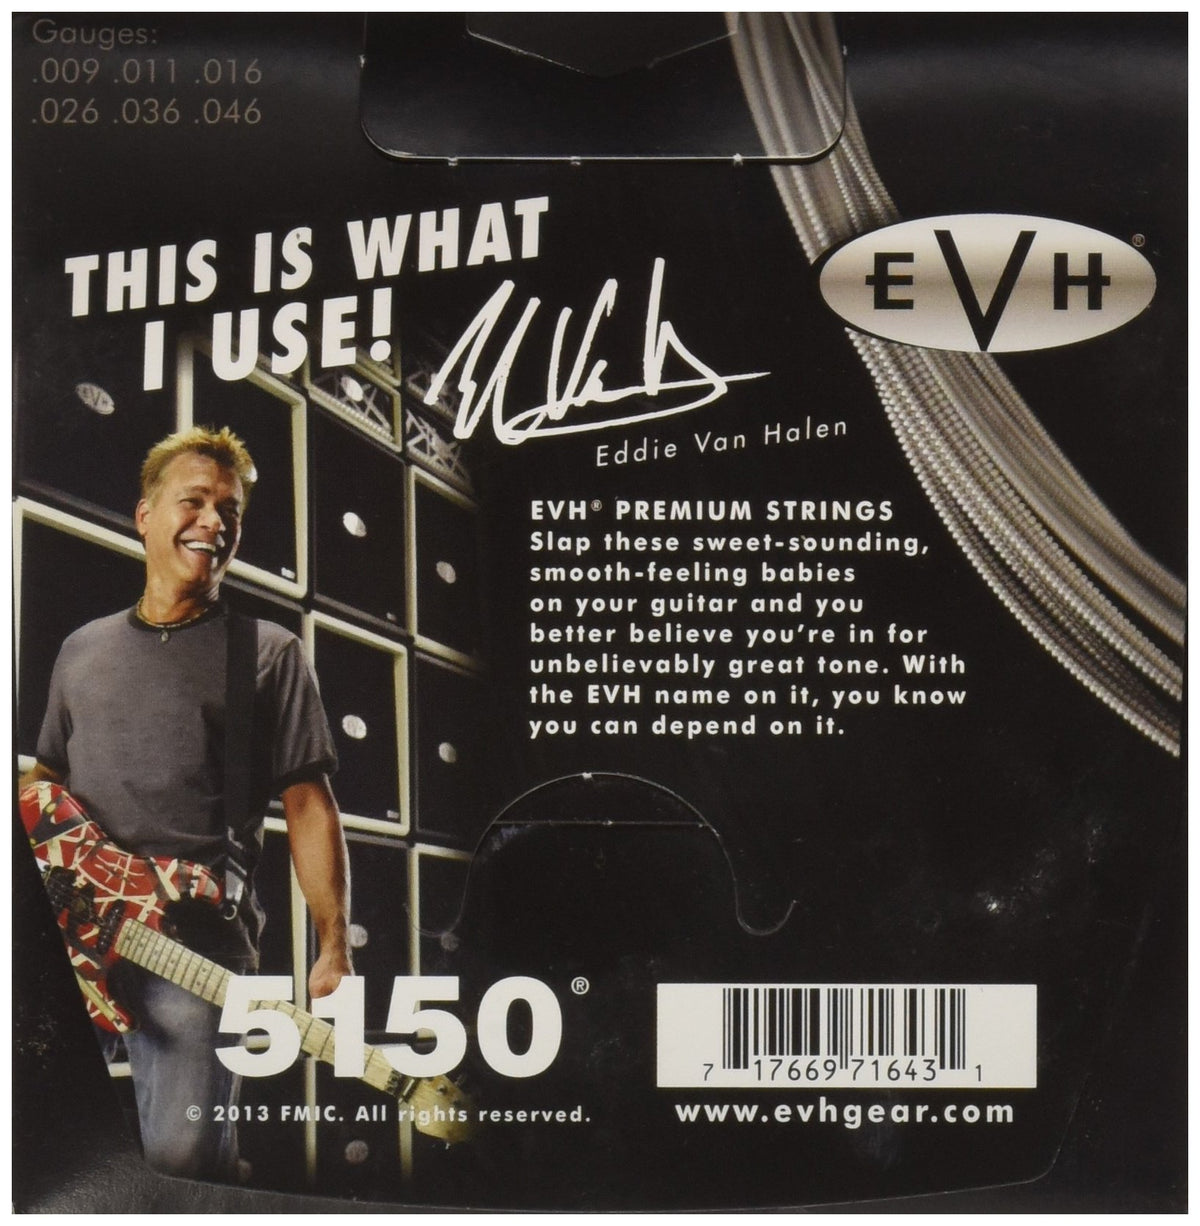 Gauges:
.009 .011 .016
.026 .036 .046
THIS IS WHAT
I USE!
Eddie Van Halen
EVH®
EVH® PREMIUM STRINGS
Slap these sweet-sounding,
smooth-feeling babies
on your guitar and you
better believe you're in for
unbelievably great tone. With
the EVH name on it, you know
you can depend on it.
EVH
5150®
7 17669 71643 1
© 2013 FMIC. All rights reserved.
www.evhgear.com